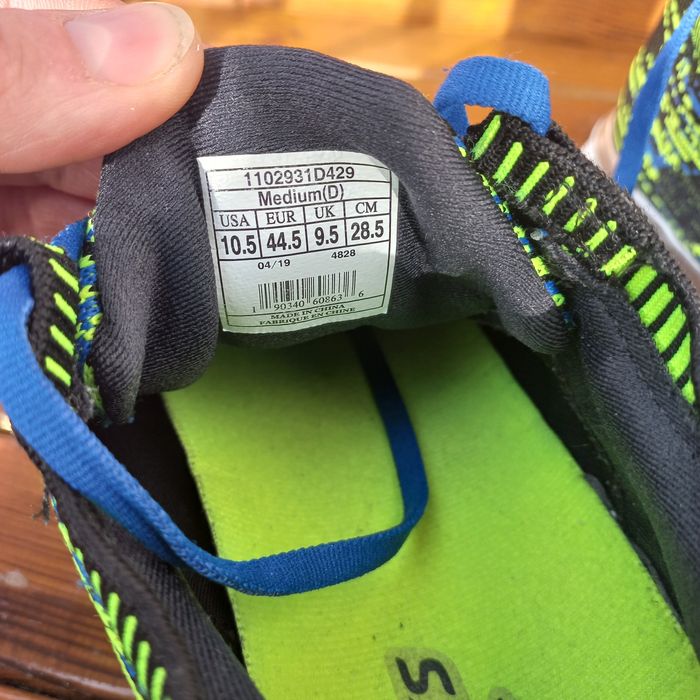 1102931D429
Medium(D)
USA EUR UK CM
10.5 44.5 9.5 28.5
04/19 4828
1 90340 60863 6
MADE IN CHINA
FABRIQUE EN CHINE
S